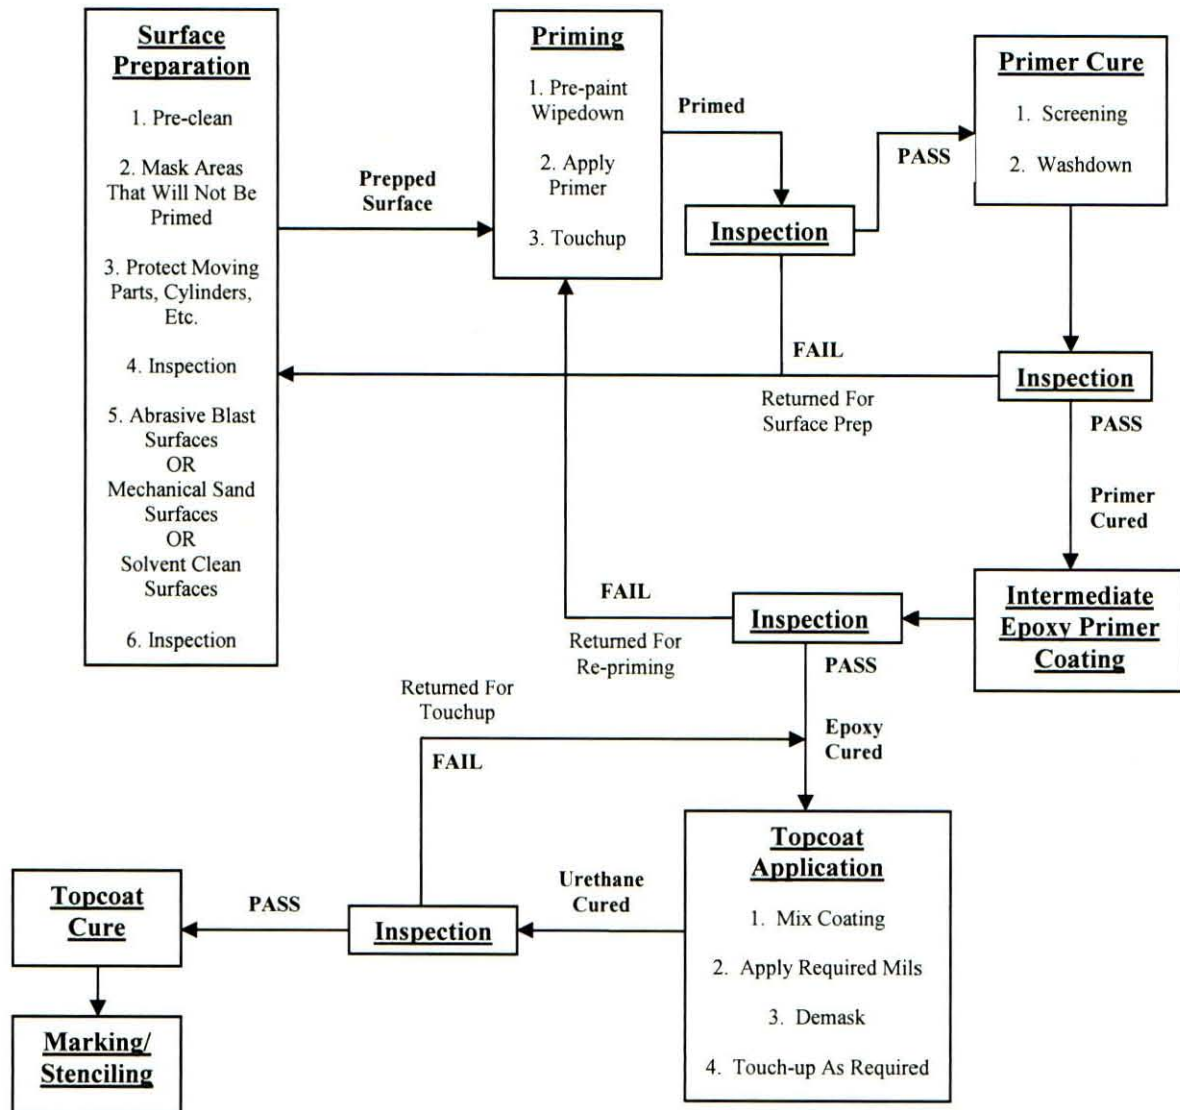 Surface
Preparation
1. Pre-clean
2. Mask Areas
That Will Not Be
Primed
3. Protect Moving
Parts, Cylinders,
Etc.
4. Inspection
5. Abrasive Blast
Surfaces
OR
Mechanical Sand
Surfaces
OR
Solvent Clean
Surfaces
6. Inspection
Prepped
Surface
Priming
1. Pre-paint
Wipedown
2. Apply
Primer
3. Touchup
Primed
Inspection
PASS
Primer Cure
1. Screening
2. Washdown
FAIL
Returned For
Surface Prep
Inspection
PASS
Primer
Cured
Intermediate
Epoxy Primer
Coating
Inspection
FAIL
Returned For
Re-priming
PASS
Epoxy
Cured
Returned For
Touchup
FAIL
Topcoat
Application
1. Mix Coating
2. Apply Required Mils
3. Demask
4. Touch-up As Required
Urethane
Cured
Inspection
PASS
Topcoat
Cure
Marking/
Stenciling